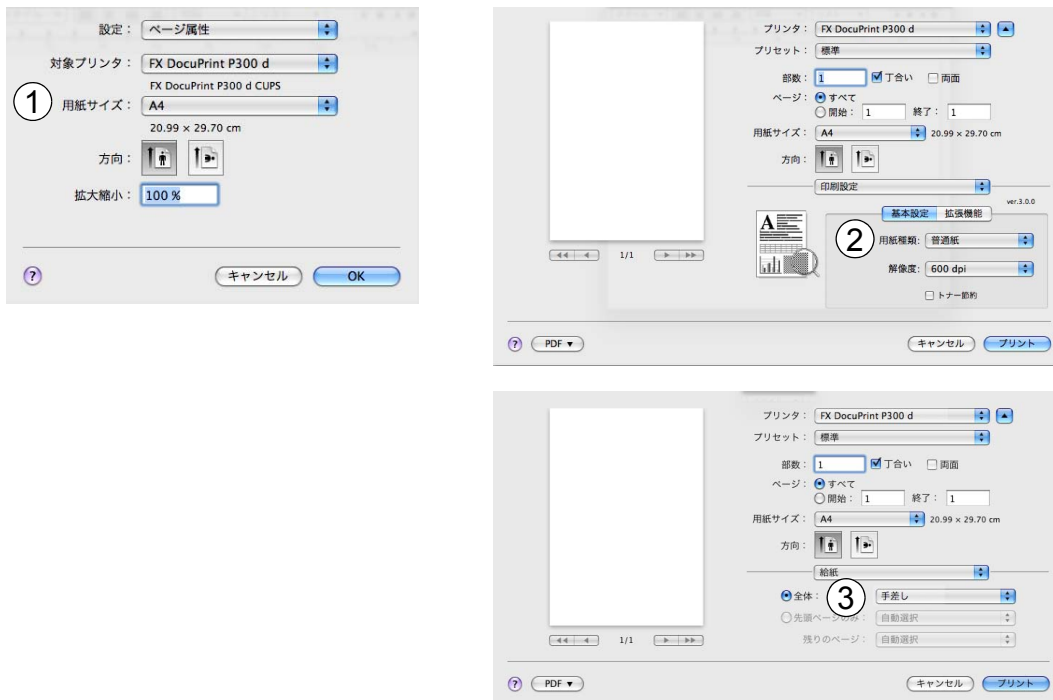 設定： ページ属性
対象プリンタ： FX DocuPrint P300 d
FX DocuPrint P300 d CUPS
① 用紙サイズ： A4
20.99 × 29.70 cm
方向：
拡大縮小： 100 %
? キャンセル OK
プリンタ： FX DocuPrint P300 d
プリセット： 標準
部数： 1 丁合い 両面
ページ： すべて
開始： 1 終了： 1
用紙サイズ： A4 20.99 × 29.70 cm
方向：
印刷設定
ver.3.0.0
基本設定 拡張機能
② 用紙種類: 普通紙
1/1
解像度: 600 dpi
トナー節約
? PDF ▼ キャンセル プリント
プリンタ： FX DocuPrint P300 d
プリセット： 標準
部数： 1 丁合い 両面
ページ： すべて
開始： 1 終了： 1
用紙サイズ： A4 20.99 × 29.70 cm
方向：
給紙
全体： ③ 手差し
先頭ページのみ： 自動選択
1/1 残りのページ： 自動選択
? PDF ▼ キャンセル プリント